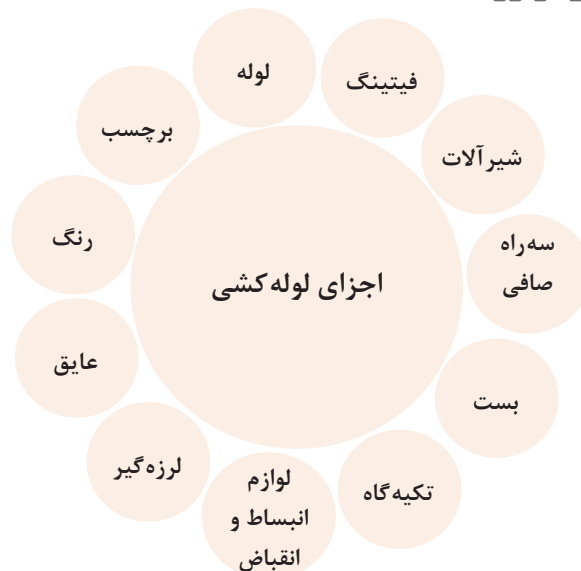 اجزای لوله‌کشی
لوله
فیتینگ
شیرآلات
سه‌راه
صافی
بست
تکیه‌گاه
لوازم
انبساط و
انقباض
لرزه‌گیر
عایق
رنگ
برچسب